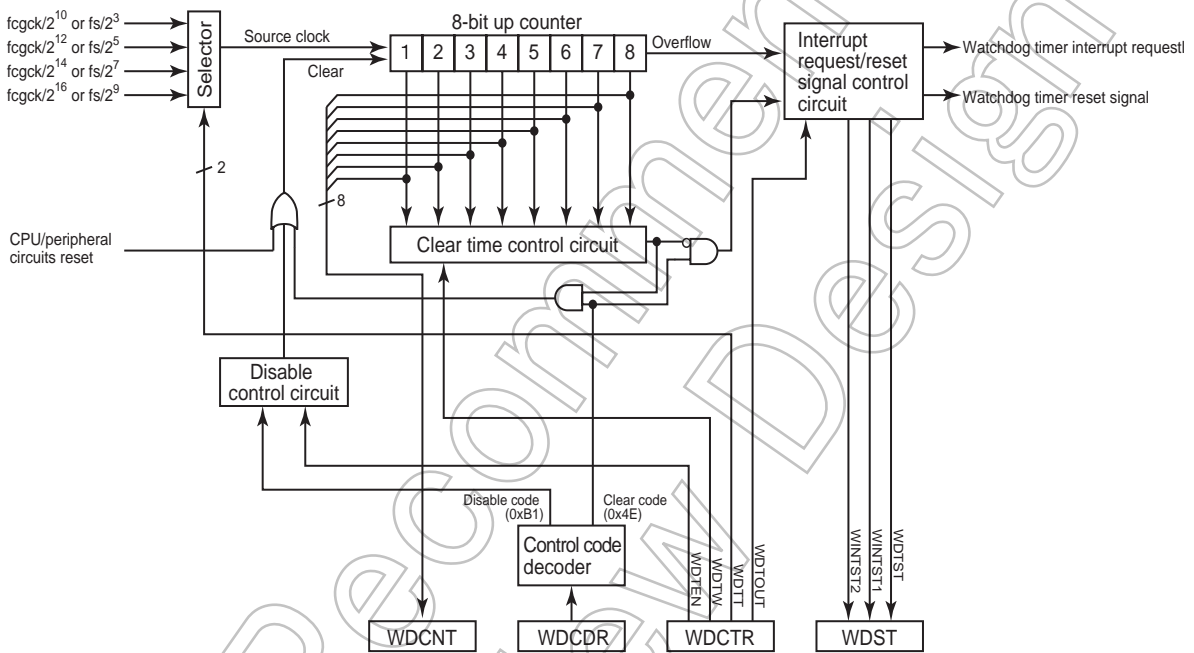 fcgck/2^10 or fs/2^3
fcgck/2^12 or fs/2^5
fcgck/2^14 or fs/2^7
fcgck/2^16 or fs/2^9
Selector
Source clock
Clear
8-bit up counter
1 2 3 4 5 6 7 8
Overflow
Interrupt
request/reset
signal control
circuit
Watchdog timer interrupt request
Watchdog timer reset signal
2
8
CPU/peripheral
circuits reset
Clear time control circuit
Disable
control circuit
Disable code
(0xB1)
Clear code
(0x4E)
Control code
decoder
WDTEN
WDTW
WDTT
WDTOUT
WINTST2
WINTST1
WDTST
WDCNT
WDCDR
WDCTR
WDST
Recommen
ew Design